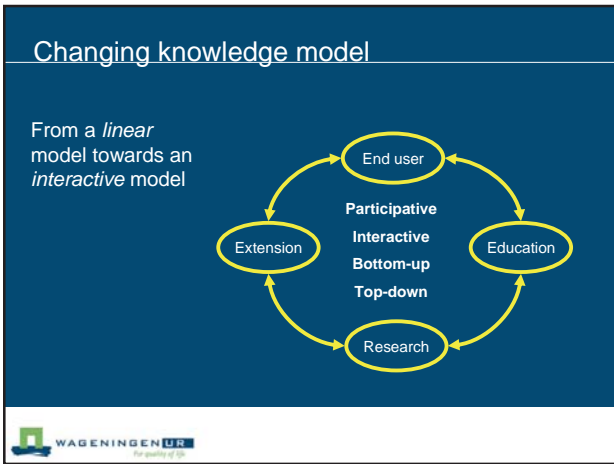 Changing knowledge model
From a linear
model towards an
interactive model
End user
Participative
Interactive
Bottom-up
Top-down
Extension
Education
Research
WAGENINGEN UR
For quality of life